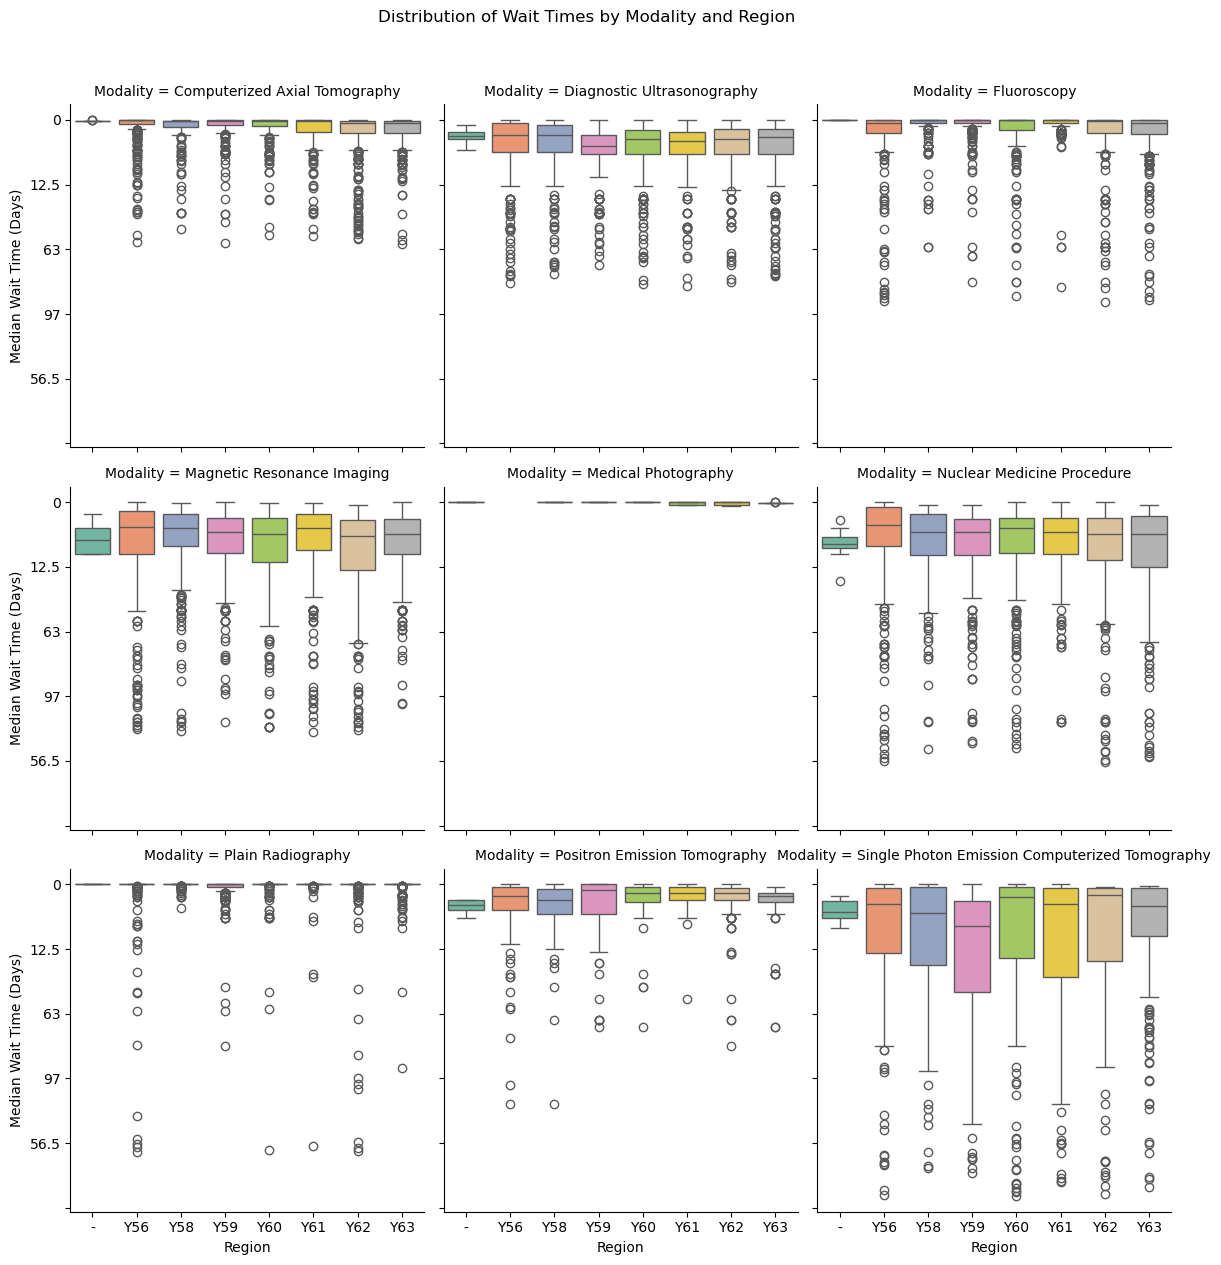 Distribution of Wait Times by Modality and Region
Modality = Computerized Axial Tomography
Modality = Diagnostic Ultrasonography
Modality = Fluoroscopy
0
12.5
63
97
56.5
Median Wait Time (Days)
Modality = Magnetic Resonance Imaging
Modality = Medical Photography
Modality = Nuclear Medicine Procedure
0
12.5
63
97
56.5
Median Wait Time (Days)
Modality = Plain Radiography
Modality = Positron Emission Tomography
Modality = Single Photon Emission Computerized Tomography
0
12.5
63
97
56.5
Median Wait Time (Days)
- Y56 Y58 Y59 Y60 Y61 Y62 Y63
Region
- Y56 Y58 Y59 Y60 Y61 Y62 Y63
Region
- Y56 Y58 Y59 Y60 Y61 Y62 Y63
Region